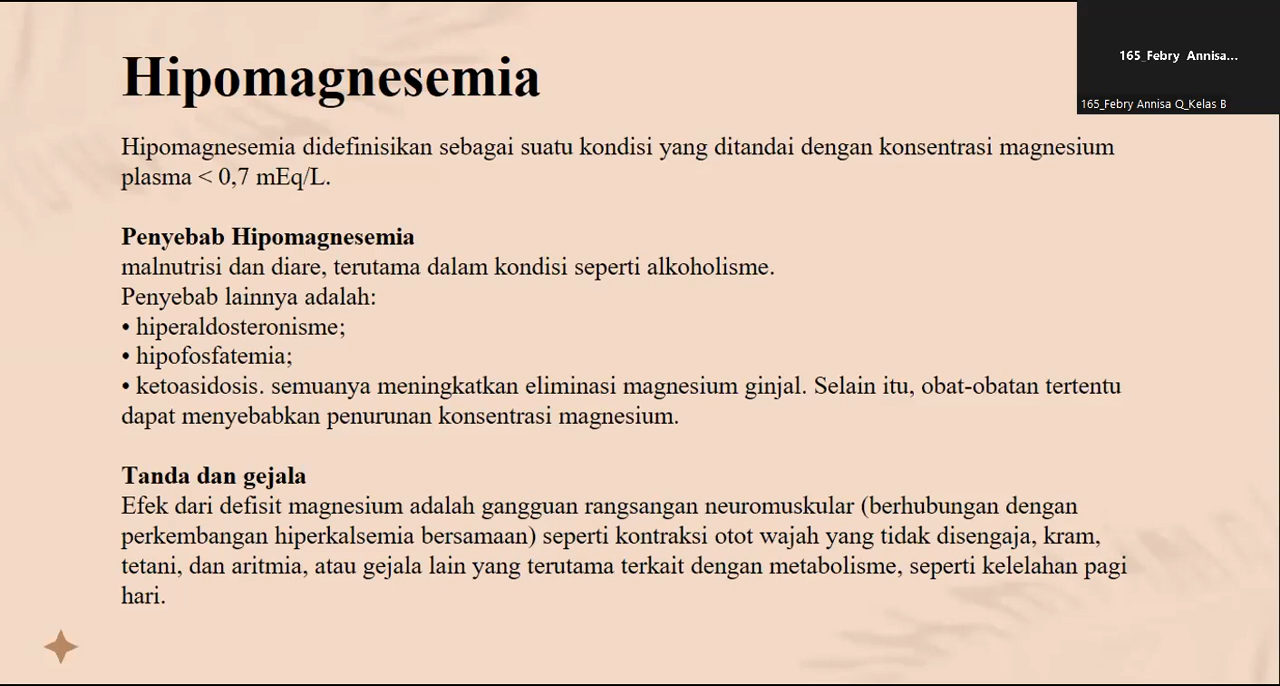 Hipomagnesemia
165_Febry Annisa...
165_Febry Annisa Q_Kelas B
Hipomagnesemia didefinisikan sebagai suatu kondisi yang ditandai dengan konsentrasi magnesium
plasma < 0,7 mEq/L.
Penyebab Hipomagnesemia
malnutrisi dan diare, terutama dalam kondisi seperti alkoholisme.
Penyebab lainnya adalah:
• hiperaldosteronisme;
• hipofosfatemia;
• ketoasidosis. semuanya meningkatkan eliminasi magnesium ginjal. Selain itu, obat-obatan tertentu
dapat menyebabkan penurunan konsentrasi magnesium.
Tanda dan gejala
Efek dari defisit magnesium adalah gangguan rangsangan neuromuskular (berhubungan dengan
perkembangan hiperkalsemia bersamaan) seperti kontraksi otot wajah yang tidak disengaja, kram,
tetani, dan aritmia, atau gejala lain yang terutama terkait dengan metabolisme, seperti kelelahan pagi
hari.